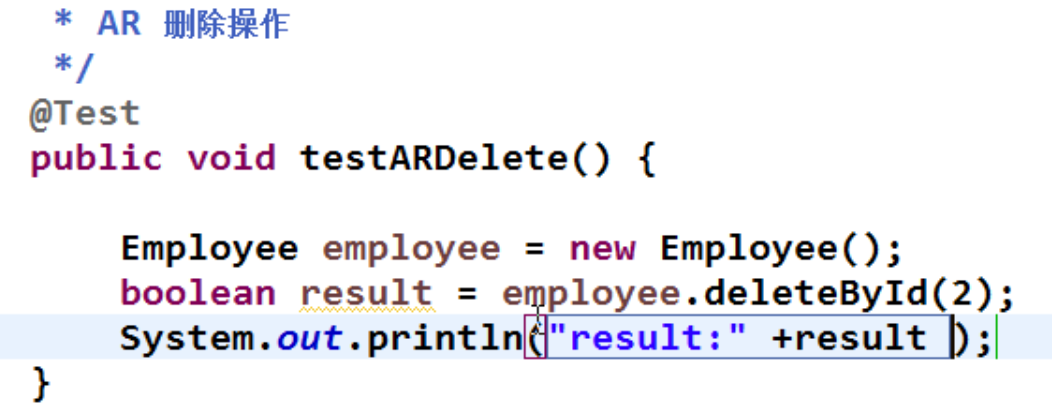 * AR 删除操作
*/
@Test
public void testARDelete() {
Employee employee = new Employee();
boolean result = employee.deleteById(2);
System.out.println("result:" +result );
}